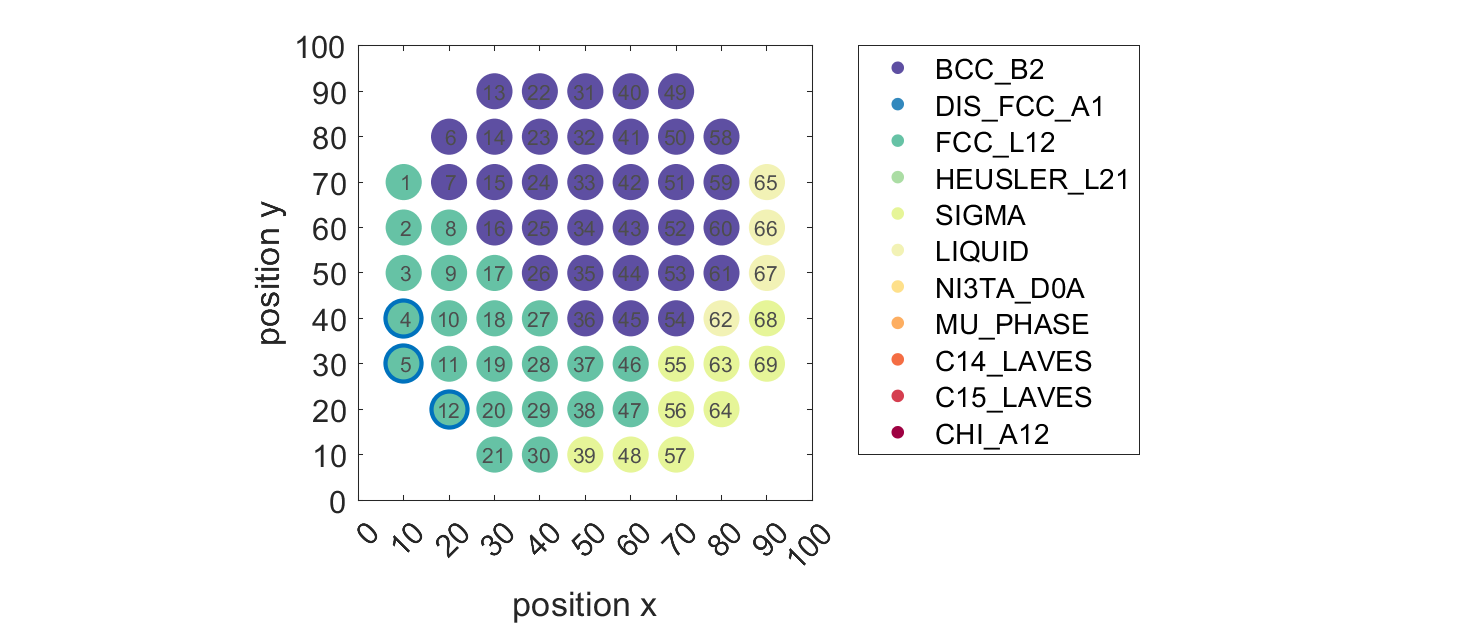 100
90
80
70
60
50
40
30
20
10
0
position y
13 22 31 40 49
6 14 23 32 41 50 58
1 7 15 24 33 42 51 59 65
2 8 16 25 34 43 52 60 66
3 9 17 26 35 44 53 61 67
4 10 18 27 36 45 54 62 68
5 11 19 28 37 46 55 63 69
12 20 29 38 47 56 64
21 30 39 48 57
0 10 20 30 40 50 60 70 80 90 100
position x
BCC_B2
DIS_FCC_A1
FCC_L12
HEUSLER_L21
SIGMA
LIQUID
NI3TA_D0A
MU_PHASE
C14_LAVES
C15_LAVES
CHI_A12